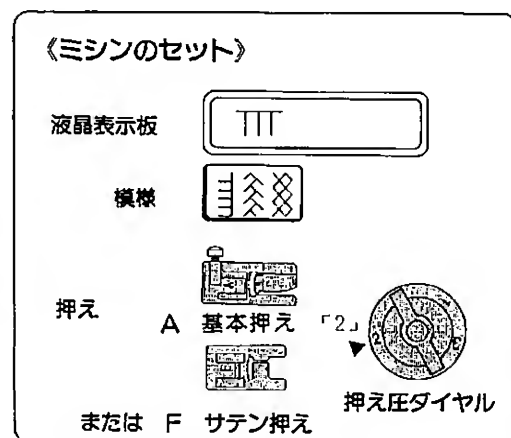 《ミシンのセット》
液晶表示板
模様
押え
A 基本押え
「2」
押え圧ダイヤル
または F サテン押え